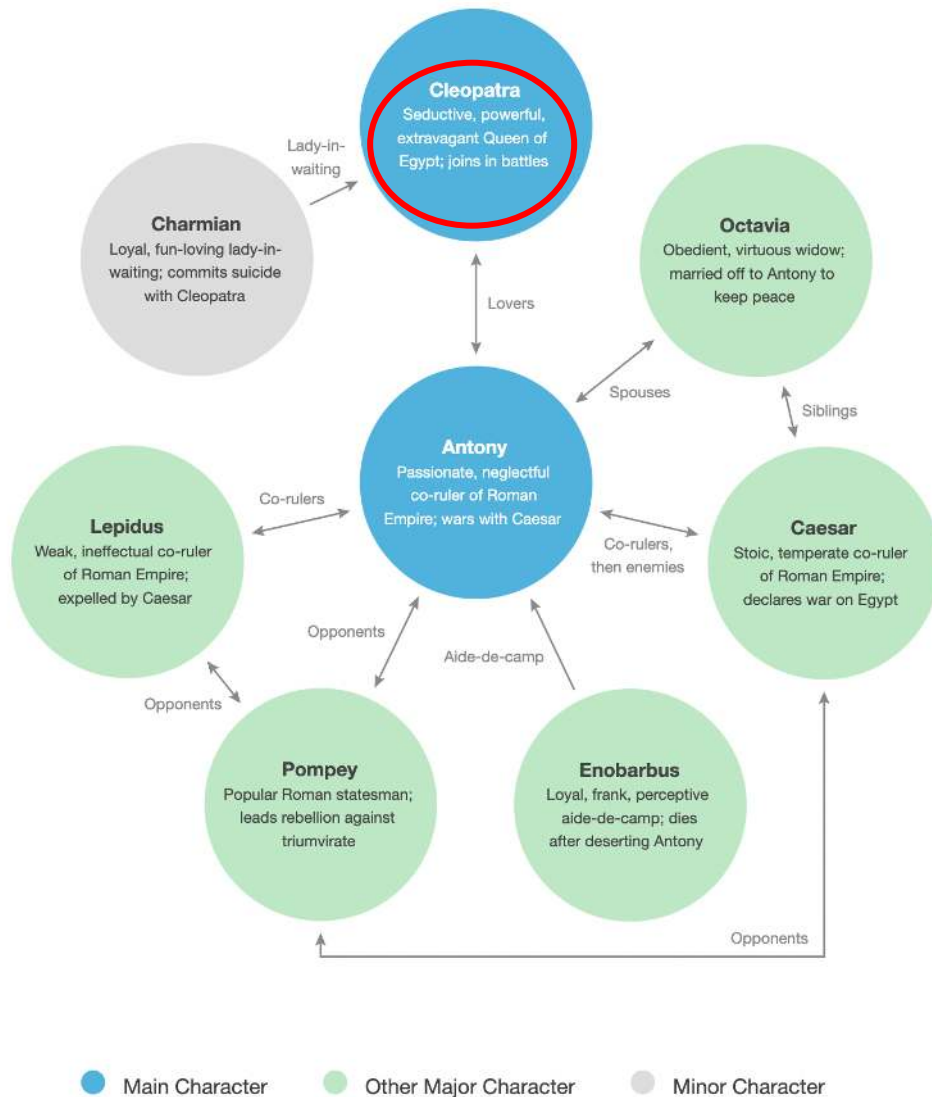 Cleopatra
Seductive, powerful,
extravagant Queen of
Egypt; joins in battles
Lady-in-
waiting
Charmian
Loyal, fun-loving lady-in-
waiting; commits suicide
with Cleopatra
Octavia
Obedient, virtuous widow;
married off to Antony to
keep peace
Lovers
Spouses
Siblings
Antony
Passionate, neglectful
co-ruler of Roman
Empire; wars with Caesar
Co-rulers
Lepidus
Weak, ineffectual co-ruler
of Roman Empire;
expelled by Caesar
Co-rulers,
then enemies
Caesar
Stoic, temperate co-ruler
of Roman Empire;
declares war on Egypt
Opponents
Aide-de-camp
Opponents
Pompey
Popular Roman statesman;
leads rebellion against
triumvirate
Enobarbus
Loyal, frank, perceptive
aide-de-camp; dies
after deserting Antony
Opponents
Main Character
Other Major Character
Minor Character